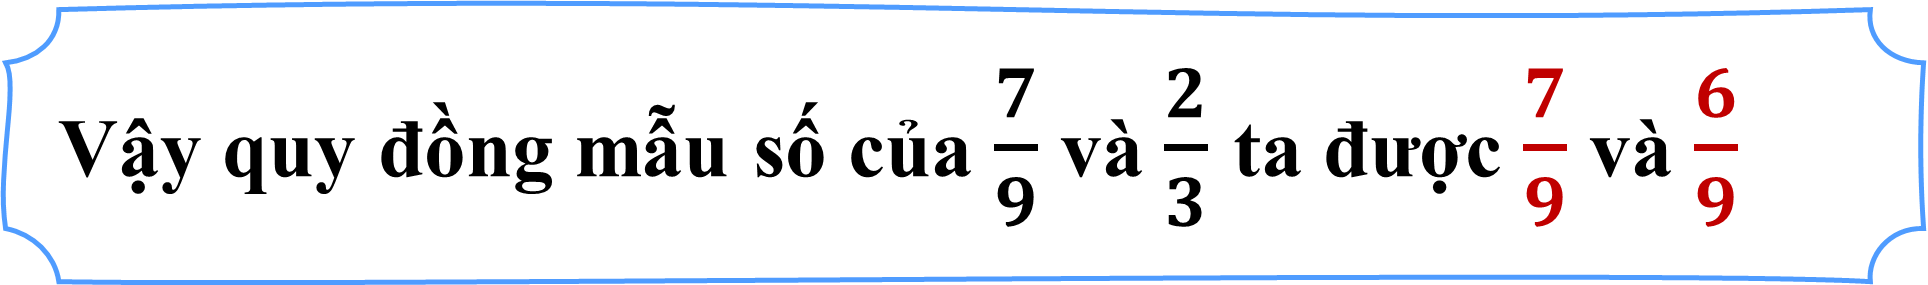 Vậy quy đồng mẫu số của 7/9 và 2/3 ta được 7/9 và 6/9